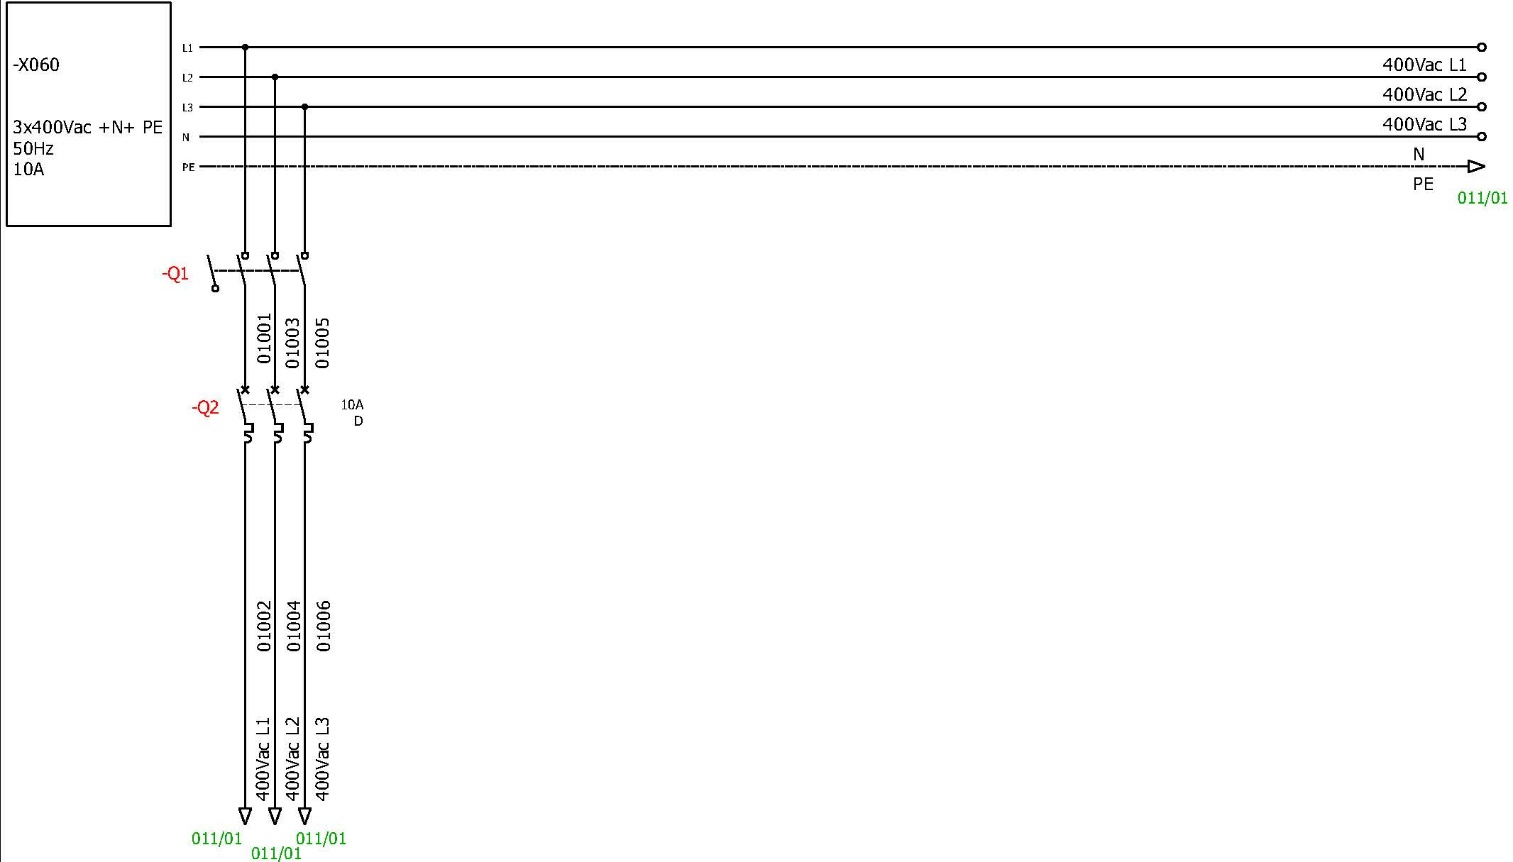 L1
-X060
400Vac L1
L2
400Vac L2
L3
3x400Vac +N+ PE
400Vac L3
N
50Hz
N
10A
PE
PE
011/01
-Q1
01001
01003
01005
-Q2
10A
D
01002
01004
01006
400Vac L1
400Vac L2
400Vac L3
011/01
011/01
011/01